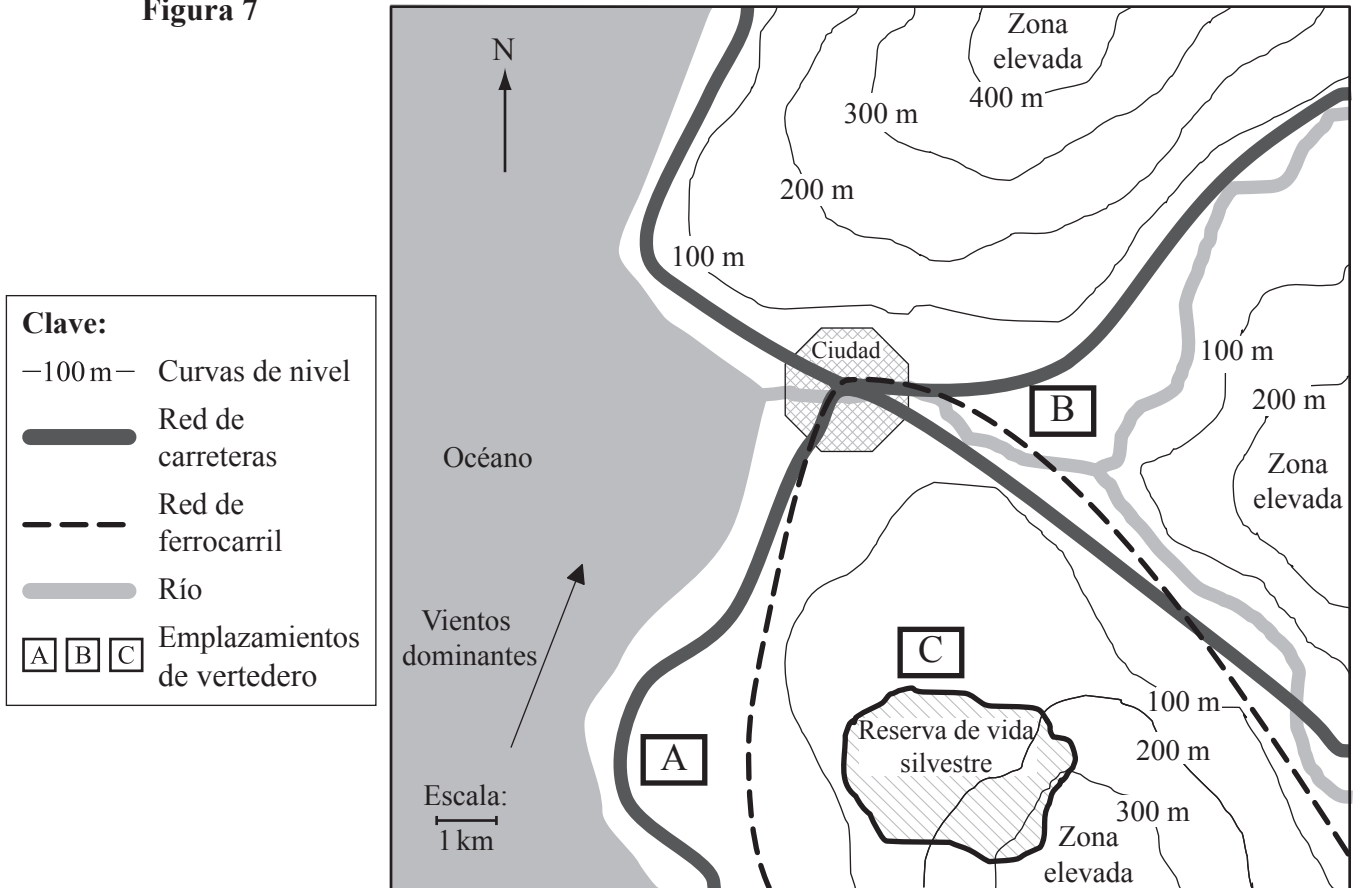 Figura 7
Clave:
100 m
Curvas de nivel
Red de
carreteras
Red de
ferrocarril
Río
A B C
Emplazamientos
de vertedero
N
Zona
elevada
400 m
300 m
200 m
100 m
Ciudad
100 m
200 m
B
Zona
elevada
Océano
Vientos
dominantes
C
100 m
Reserva de vida
silvestre
200 m
A
Escala:
1 km
300 m
Zona
elevada